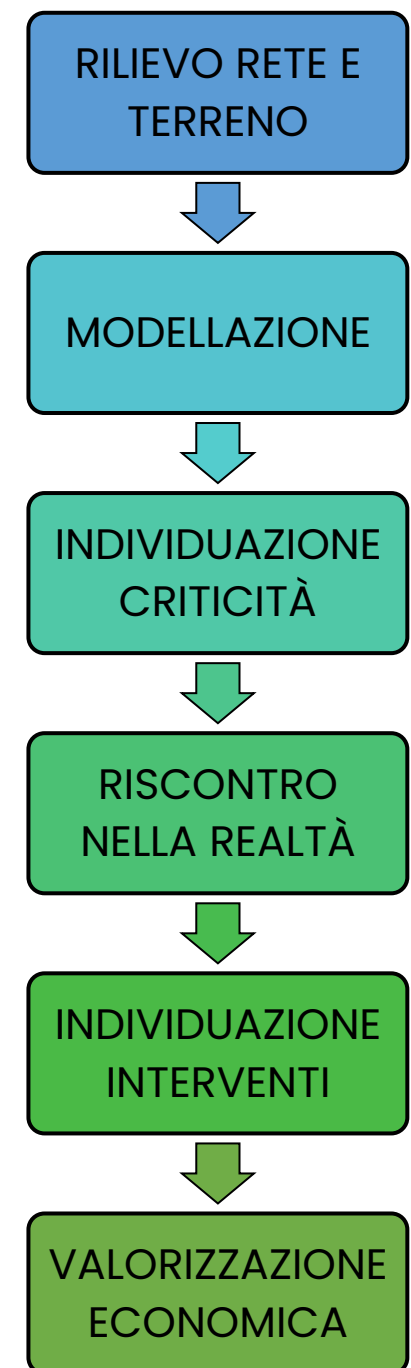 RILIEVO RETE E
TERRENO
MODELLAZIONE
INDIVIDUAZIONE
CRITICITÀ
RISCONTRO
NELLA REALTÀ
INDIVIDUAZIONE
INTERVENTI
VALORIZZAZIONE
ECONOMICA